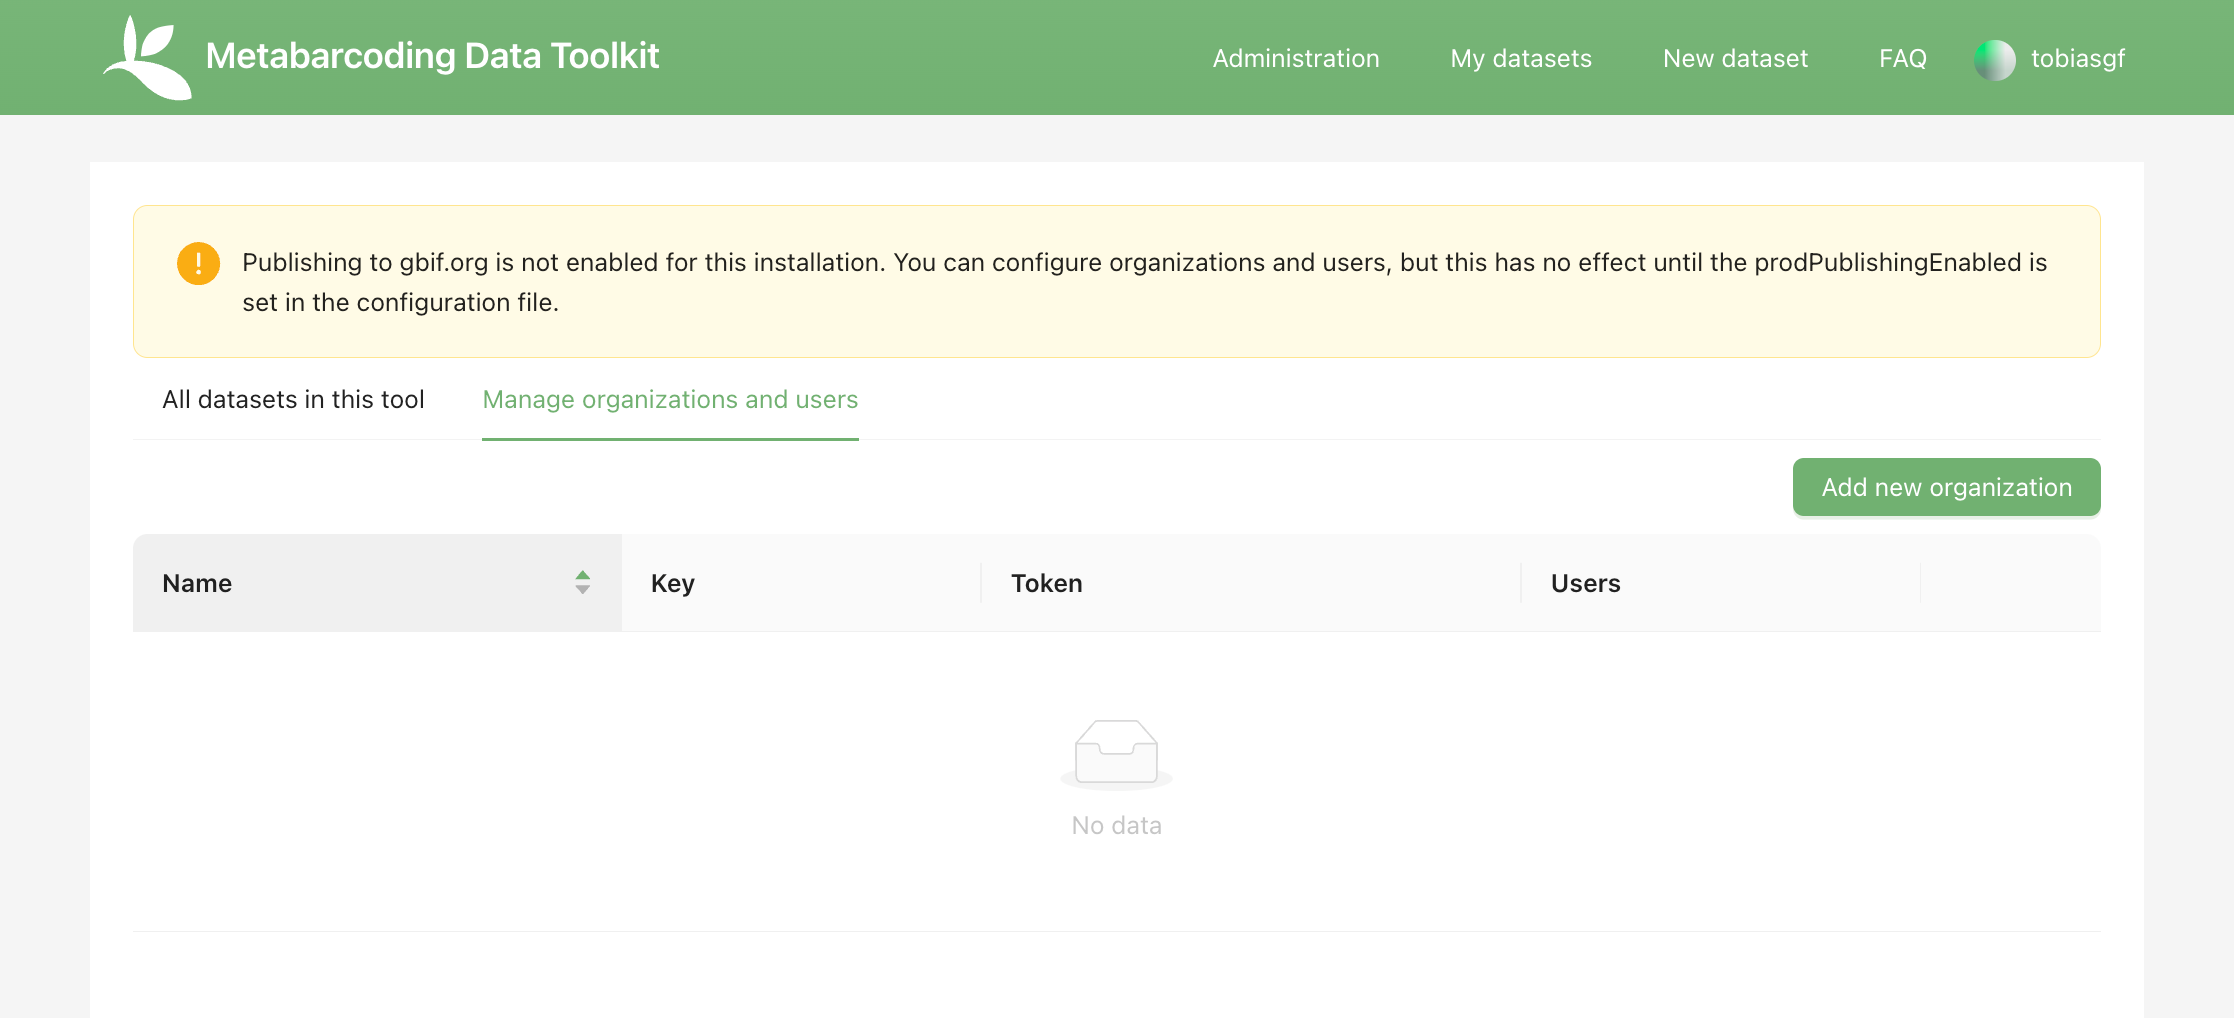 Metabarcoding Data Toolkit
Administration
My datasets
New dataset
FAQ
tobiasgf
Publishing to gbif.org is not enabled for this installation. You can configure organizations and users, but this has no effect until the prodPublishingEnabled is
set in the configuration file.
All datasets in this tool
Manage organizations and users
Add new organization
Name
Key
Token
Users
No data